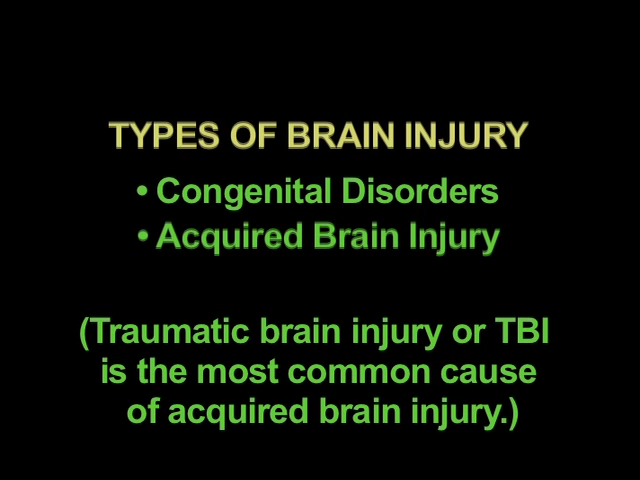 TYPES OF BRAIN INJURY
• Congenital Disorders
• Acquired Brain Injury
(Traumatic brain injury or TBI
is the most common cause
of acquired brain injury.)